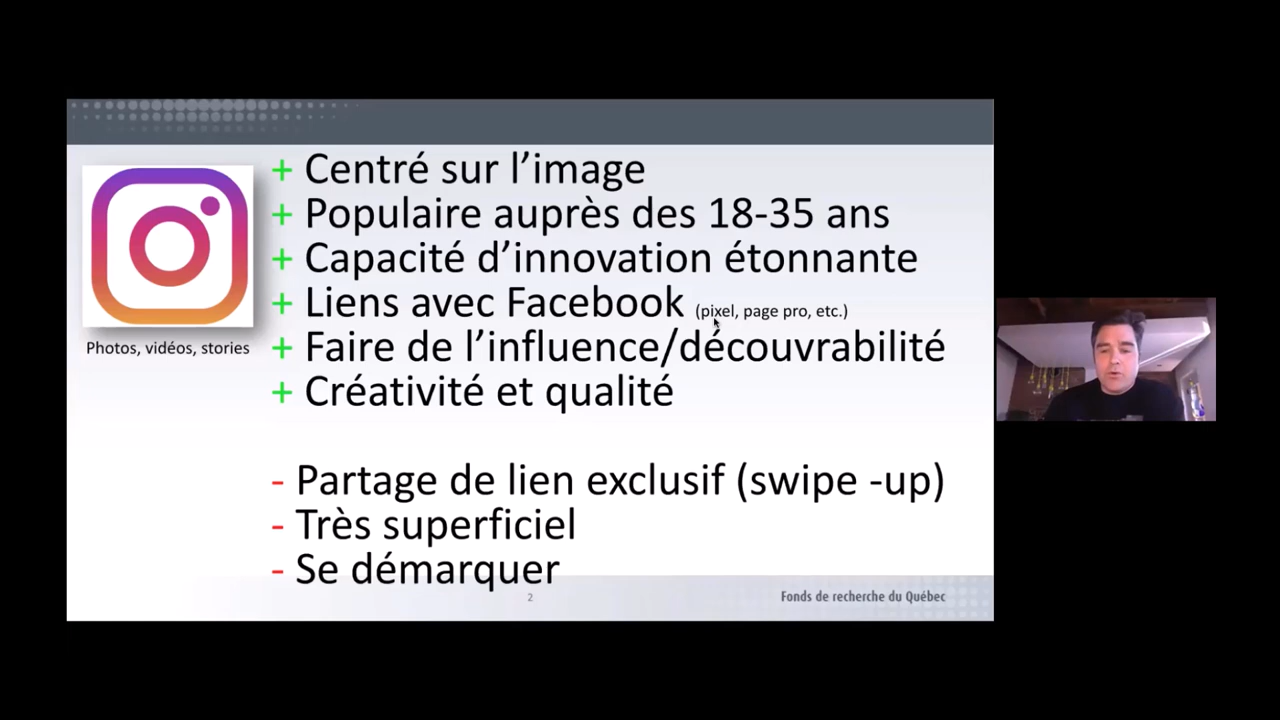 + Centré sur l’image
+ Populaire auprès des 18-35 ans
+ Capacité d’innovation étonnante
+ Liens avec Facebook (pixel, page pro, etc.)
+ Faire de l’influence/découvrabilité
+ Créativité et qualité
Photos, vidéos, stories
- Partage de lien exclusif (swipe -up)
- Très superficiel
- Se démarquer
2
Fonds de recherche du Québec